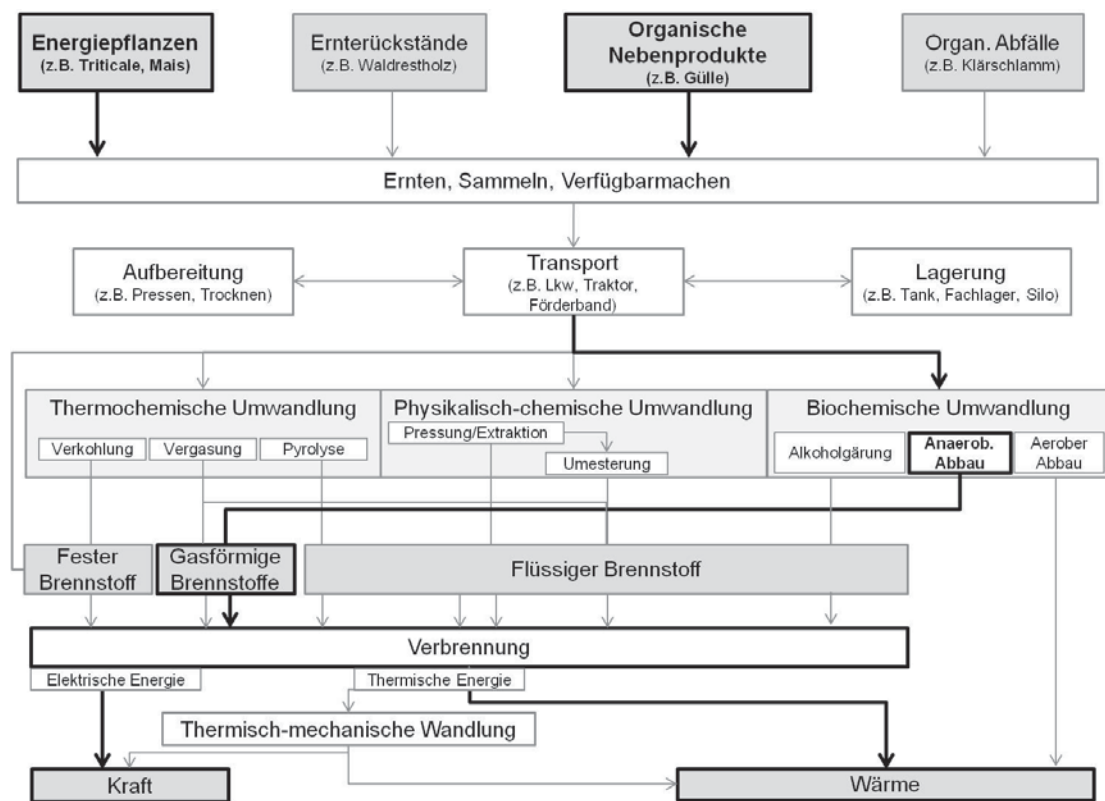 Energiepflanzen
(z.B. Triticale, Mais)
Ernterückstände
(z.B. Waldrestholz)
Organische
Nebenprodukte
(z.B. Gülle)
Organ. Abfälle
(z.B. Klärschlamm)
Ernten, Sammeln, Verfügbarmachen
Aufbereitung
(z.B. Pressen, Trocknen)
Transport
(z.B. Lkw, Traktor,
Förderband)
Lagerung
(z.B. Tank, Fachlager, Silo)
Thermochemische Umwandlung
Verkohlung
Vergasung
Pyrolyse
Physikalisch-chemische Umwandlung
Pressung/Extraktion
Umesterung
Biochemische Umwandlung
Alkoholgärung
Anaerob.
Abbau
Aerober
Abbau
Fester
Brennstoff
Gasförmige
Brennstoffe
Flüssiger Brennstoff
Verbrennung
Elektrische Energie
Thermische Energie
Thermisch-mechanische Wandlung
Kraft
Wärme